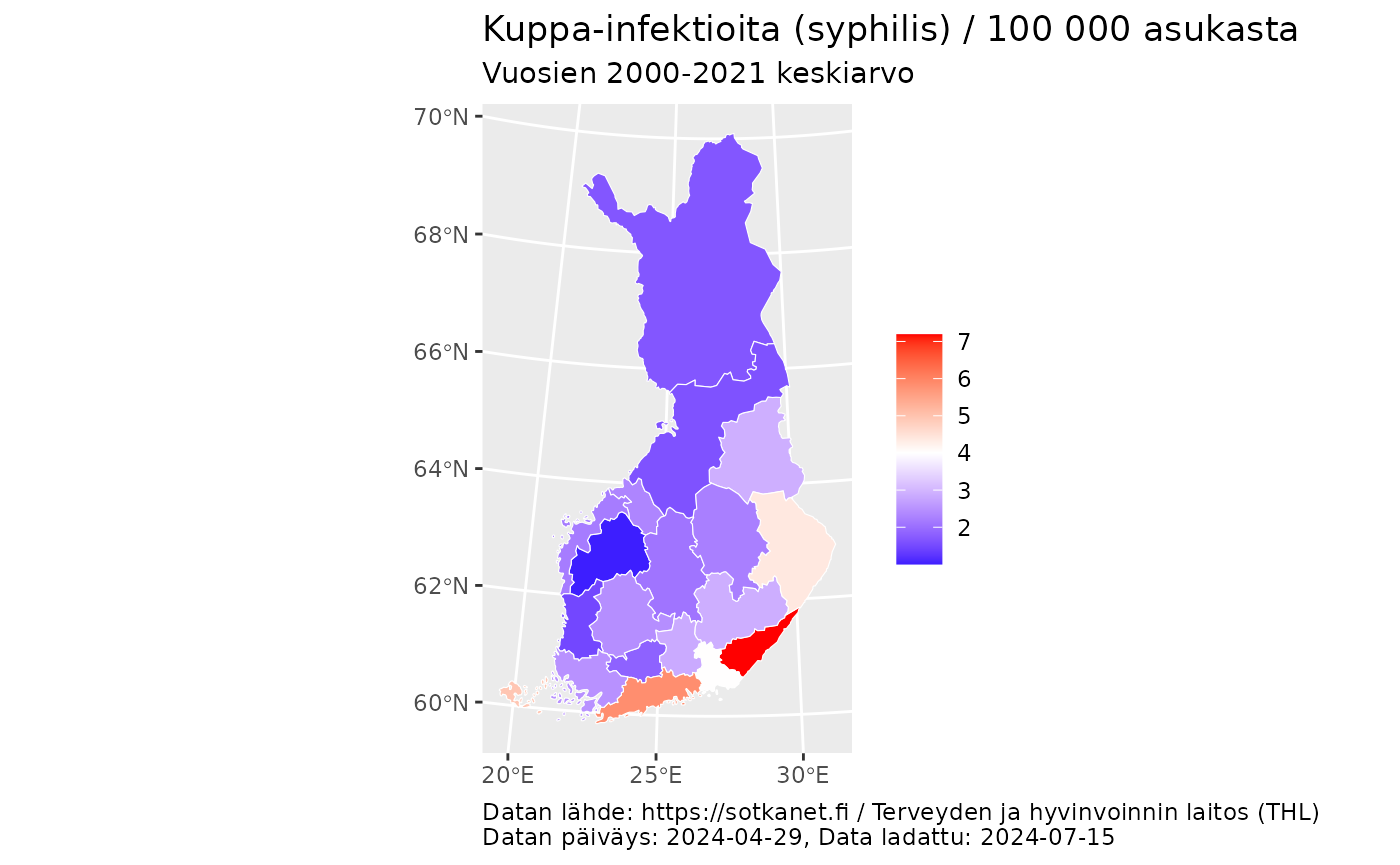 Kuppa-infektioita (syphilis) / 100 000 asukasta
Vuosien 2000-2021 keskiarvo
70°N
68°N
66°N
64°N
62°N
60°N
20°E 25°E 30°E
7
6
5
4
3
2
Datan lähde: https://sotkanet.fi / Terveyden ja hyvinvoinnin laitos (THL)
Datan päiväys: 2024-04-29, Data ladattu: 2024-07-15